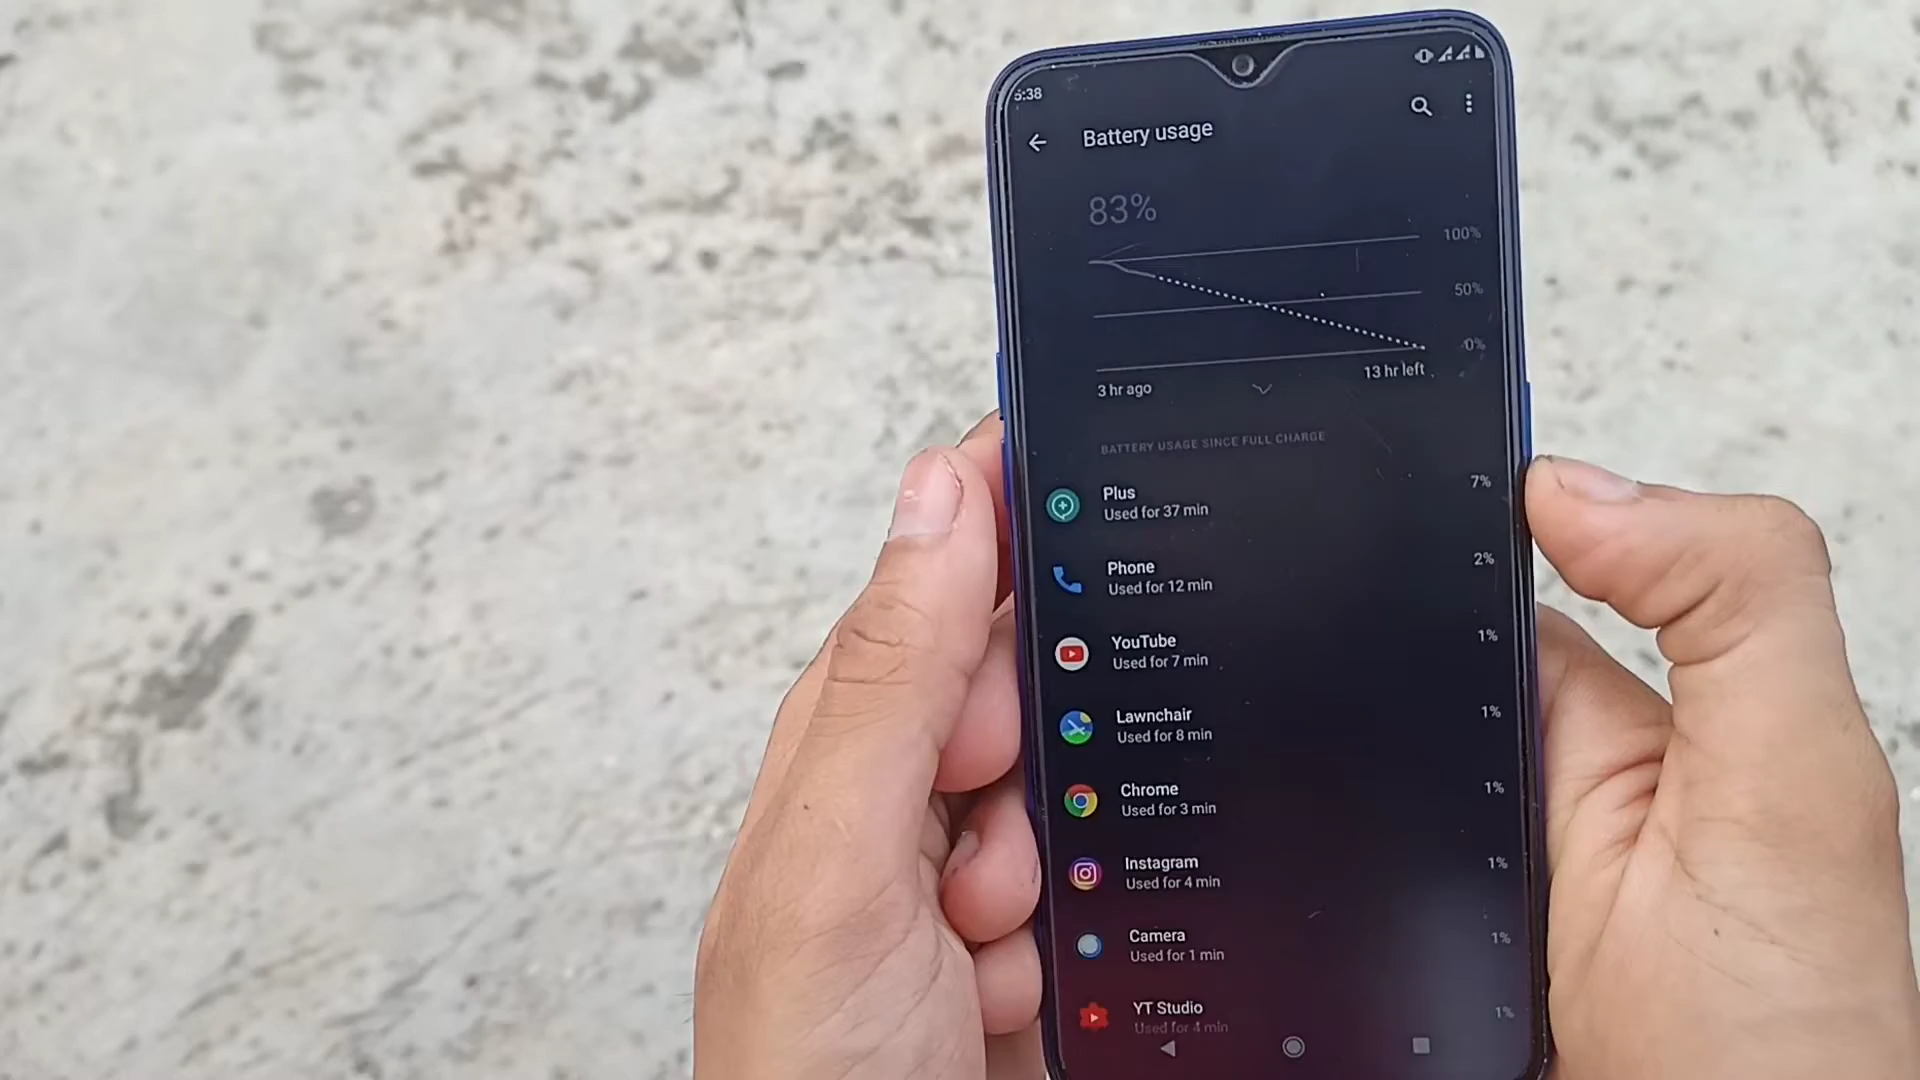 5:38
Battery usage
83%
100%
50%
0%
3 hr ago
13 hr left
BATTERY USAGE SINCE FULL CHARGE
Plus
7%
Used for 37 min
Phone
2%
Used for 12 min
YouTube
1%
Used for 7 min
Lawnchair
1%
Used for 8 min
Chrome
1%
Used for 3 min
Instagram
1%
Used for 4 min
Camera
1%
Used for 1 min
YT Studio
1%
Used for 4 min